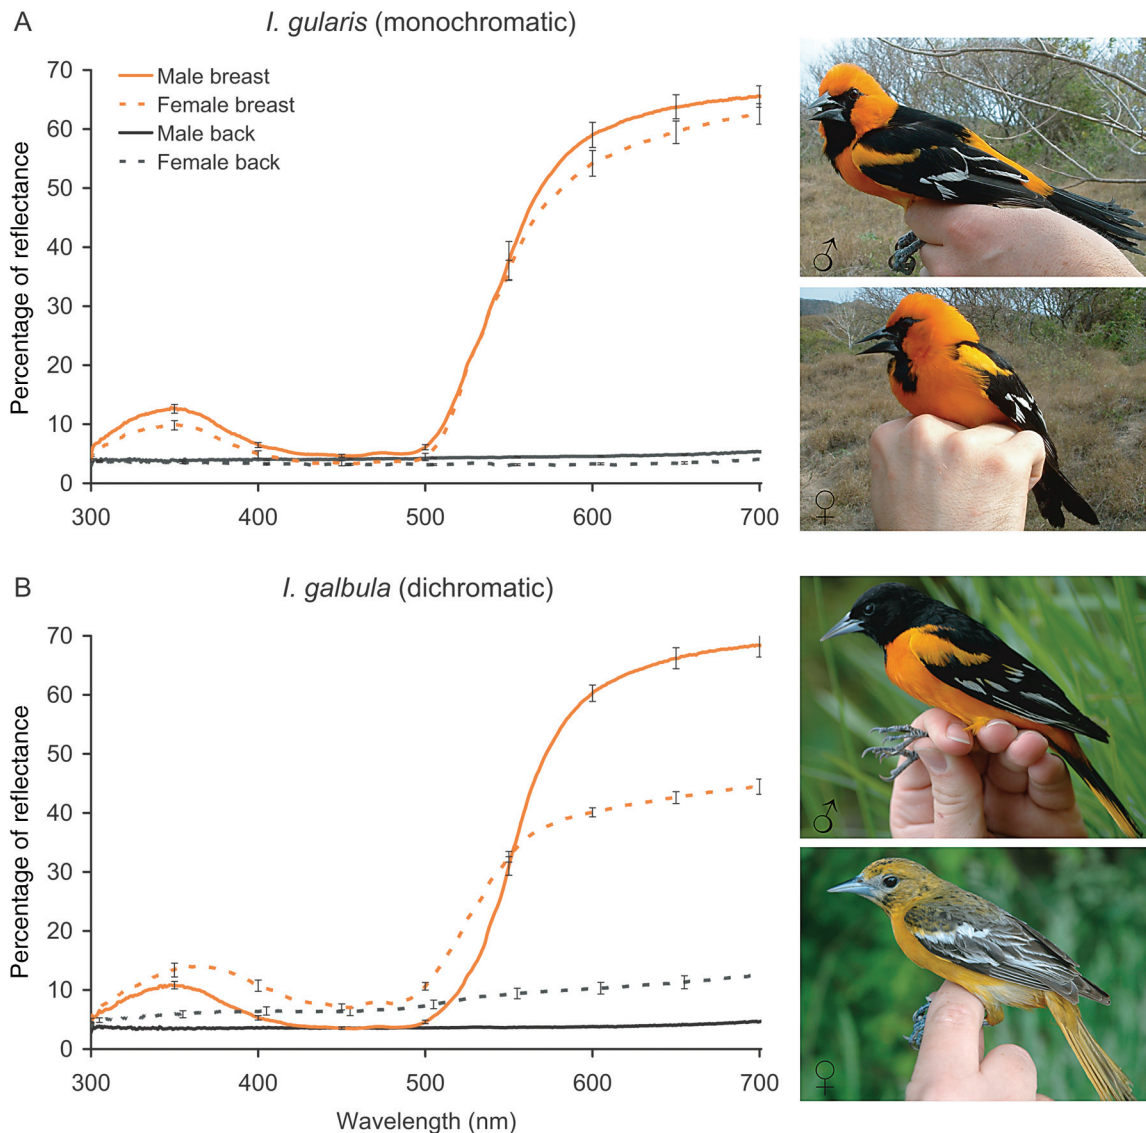 A
I. gularis (monochromatic)
Percentage of reflectance
70
60
50
40
30
20
10
0
Male breast
Female breast
Male back
Female back
300
400
500
600
700
♂
♀
B
I. galbula (dichromatic)
Percentage of reflectance
70
60
50
40
30
20
10
0
300
400
500
600
700
Wavelength (nm)
♂
♀